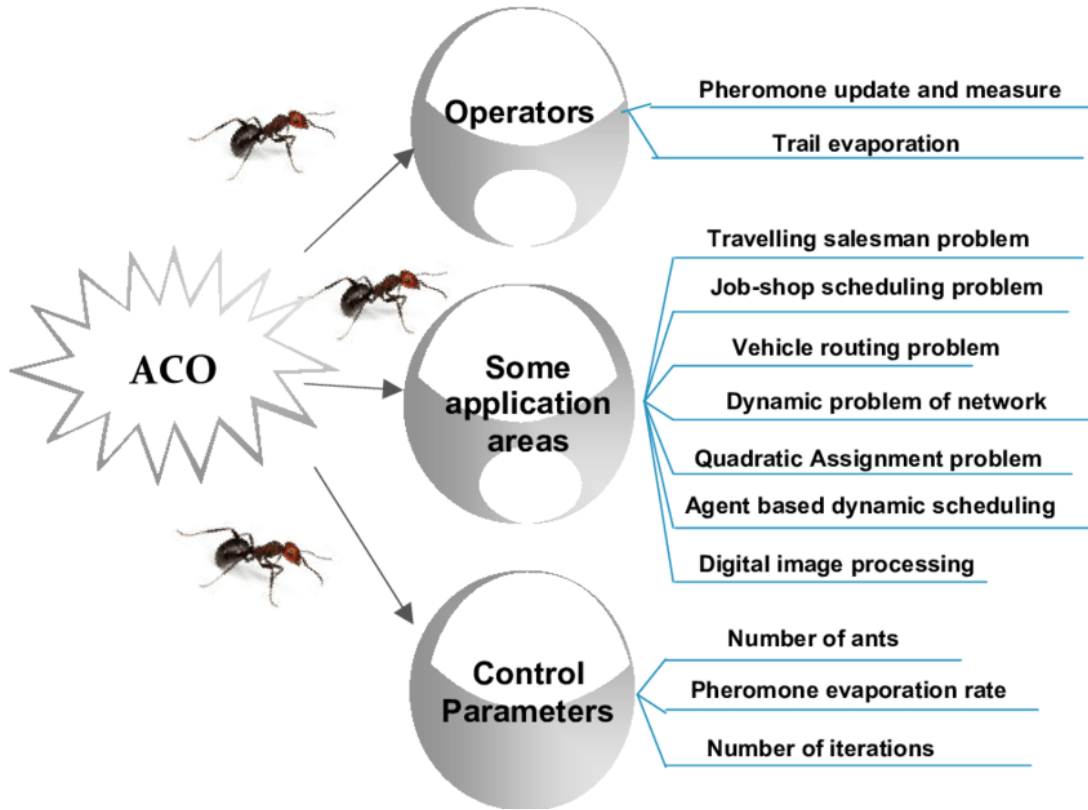 Operators
Pheromone update and measure
Trail evaporation
ACO
Some
application
areas
Travelling salesman problem
Job-shop scheduling problem
Vehicle routing problem
Dynamic problem of network
Quadratic Assignment problem
Agent based dynamic scheduling
Digital image processing
Control
Parameters
Number of ants
Pheromone evaporation rate
Number of iterations